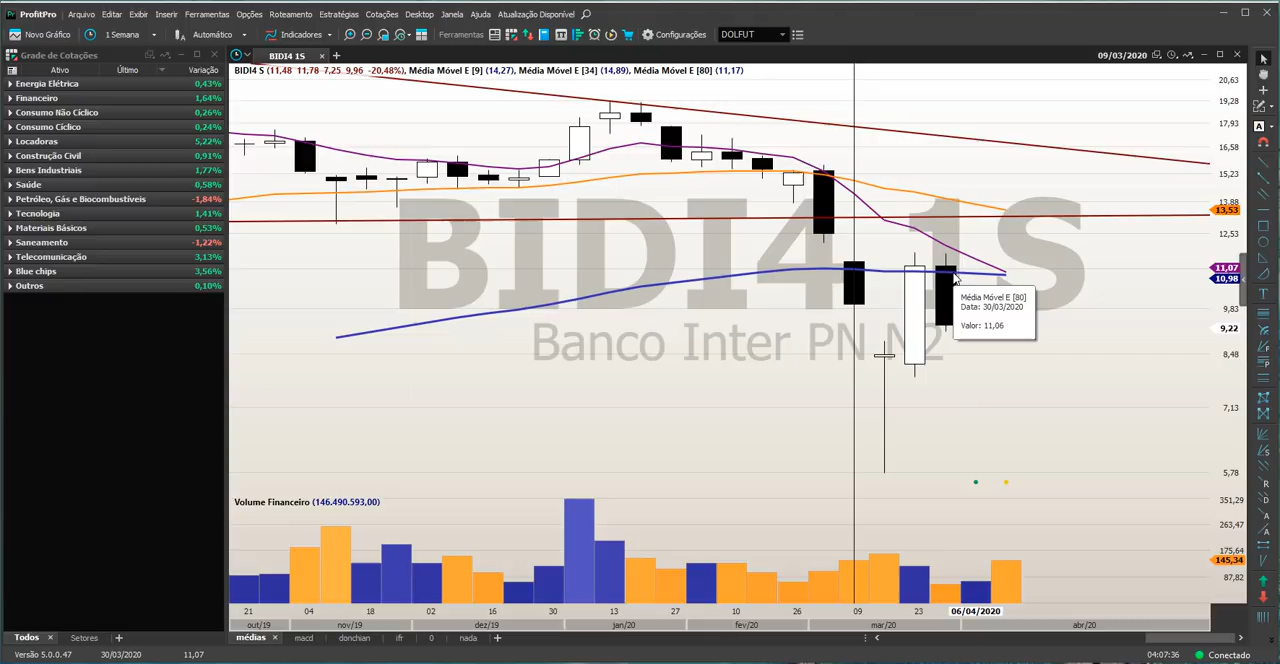 ProfitPro Arquivo Editar Exibir Inserir Ferramentas Opções Roteamento Estratégias Cotações Desktop Janela Ajuda Atualização Disponível
Novo Gráfico 1 Semana Automático Indicadores Ferramentas Configurações DOLFUT
Grade de Cotações
BIDI4 1S
09/03/2020
Ativo Último Variação
Energia Elétrica 0,43%
Financeiro 1,64%
Consumo Não Cíclico 0,26%
Consumo Cíclico 0,24%
Locadoras 5,22%
Construção Civil 0,91%
Bens Industriais 1,77%
Saúde 0,58%
Petróleo, Gás e Biocombustíveis -1,84%
Tecnologia 1,41%
Materiais Básicos 0,53%
Saneamento -1,22%
Telecomunicação 3,13%
Blue chips 3,56%
Outros 0,10%
BIDI4 S (11,48 11,78 7,25 9,96 -20,48%), Média Móvel E [9] (14,27), Média Móvel E [34] (14,89), Média Móvel E [80] (11,17)
BIDI4 1S
Banco Inter PN N2
Média Móvel E [80]
Data: 30/03/2020
Valor: 11,06
20,63
19,28
17,93
16,58
15,23
13,88
13,53
12,53
11,07
10,98
9,83
9,22
8,48
7,13
5,78
Volume Financeiro (146.490.593,00)
351,29
263,47
175,64
145,34
87,82
21 04 18 02 16 30 13 27 10 26 09 23 06/04/2020
out/19 nov/19 dez/19 jan/20 fev/20 mar/20 abr/20
Todos Setores
médias macd donchian ifr 0 nada
Versão 5.0.0.47 30/03/2020 11,07 04:07:36 Conectado